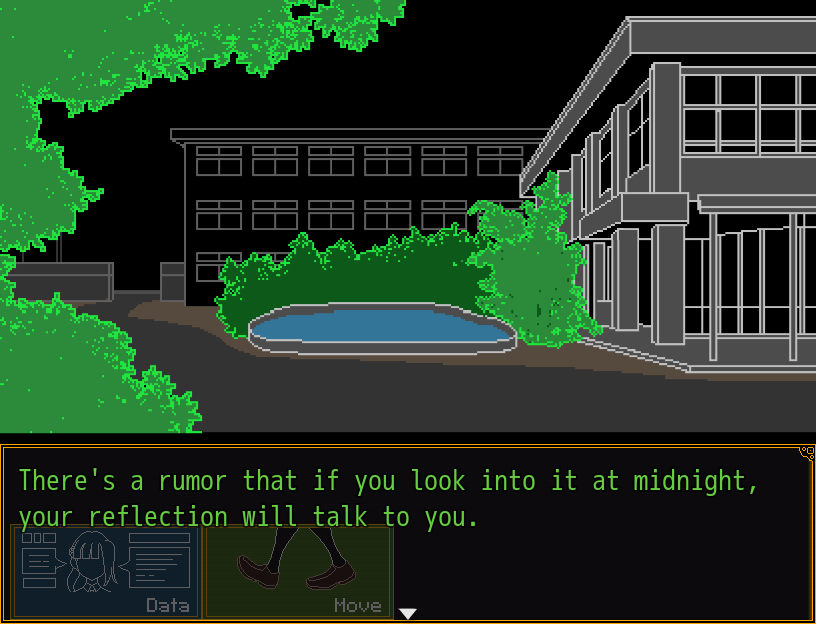 There's a rumor that if you look into it at midnight,
your reflection will talk to you.
Data
Move